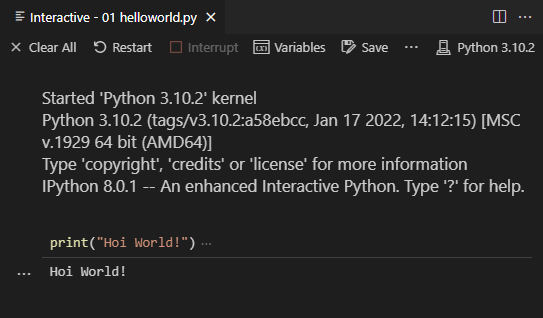 Interactive - 01 helloworld.py
Clear All Restart Interrupt Variables Save ... Python 3.10.2
Started 'Python 3.10.2' kernel
Python 3.10.2 (tags/v3.10.2:a58ebcc, Jan 17 2022, 14:12:15) [MSC
v.1929 64 bit (AMD64)]
Type 'copyright', 'credits' or 'license' for more information
IPython 8.0.1 -- An enhanced Interactive Python. Type '?' for help.
print("Hoi World!") ...
... Hoi World!